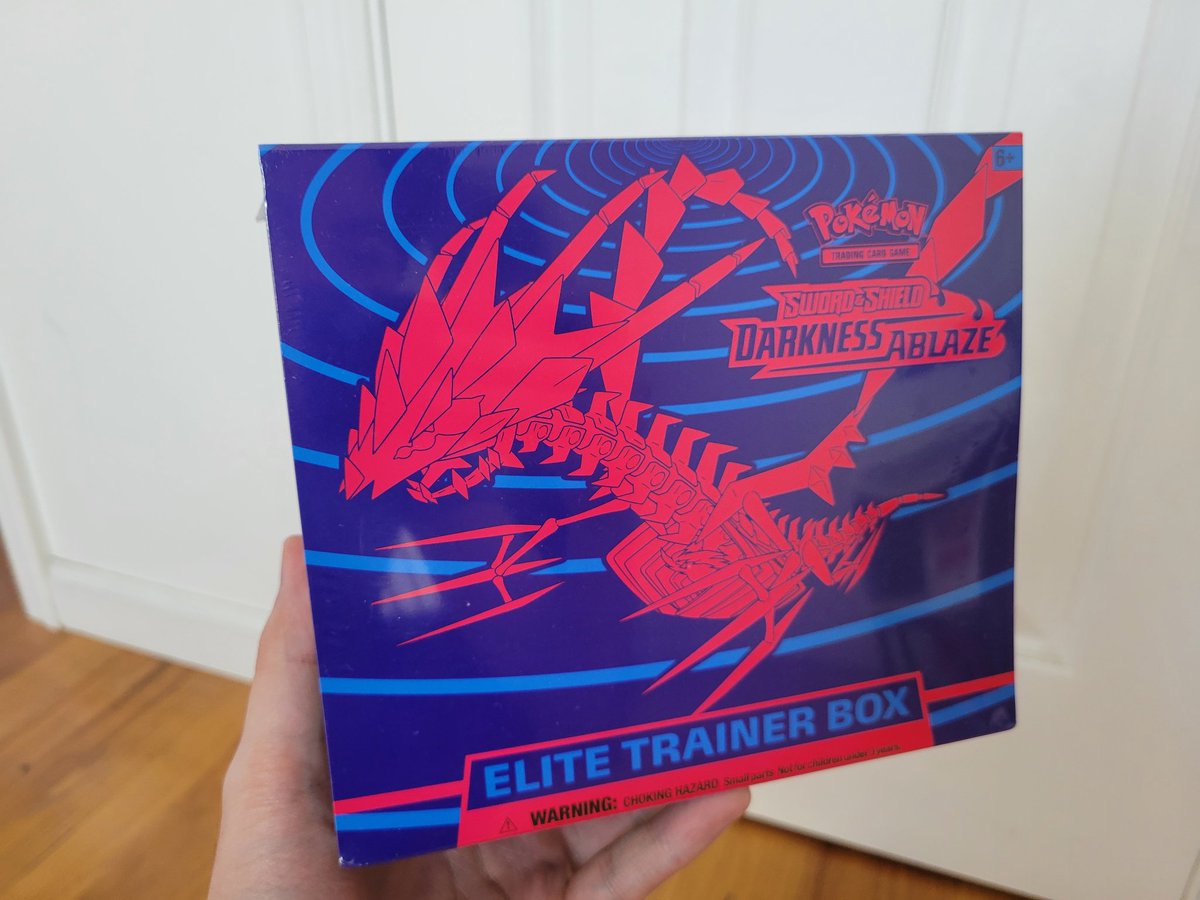 6+
POKéMON
TRADING CARD GAME
SWORD & SHIELD
DARKNESS ABLAZE
ELITE TRAINER BOX
WARNING: CHOKING HAZARD. Small parts. Not for children under 3 years.